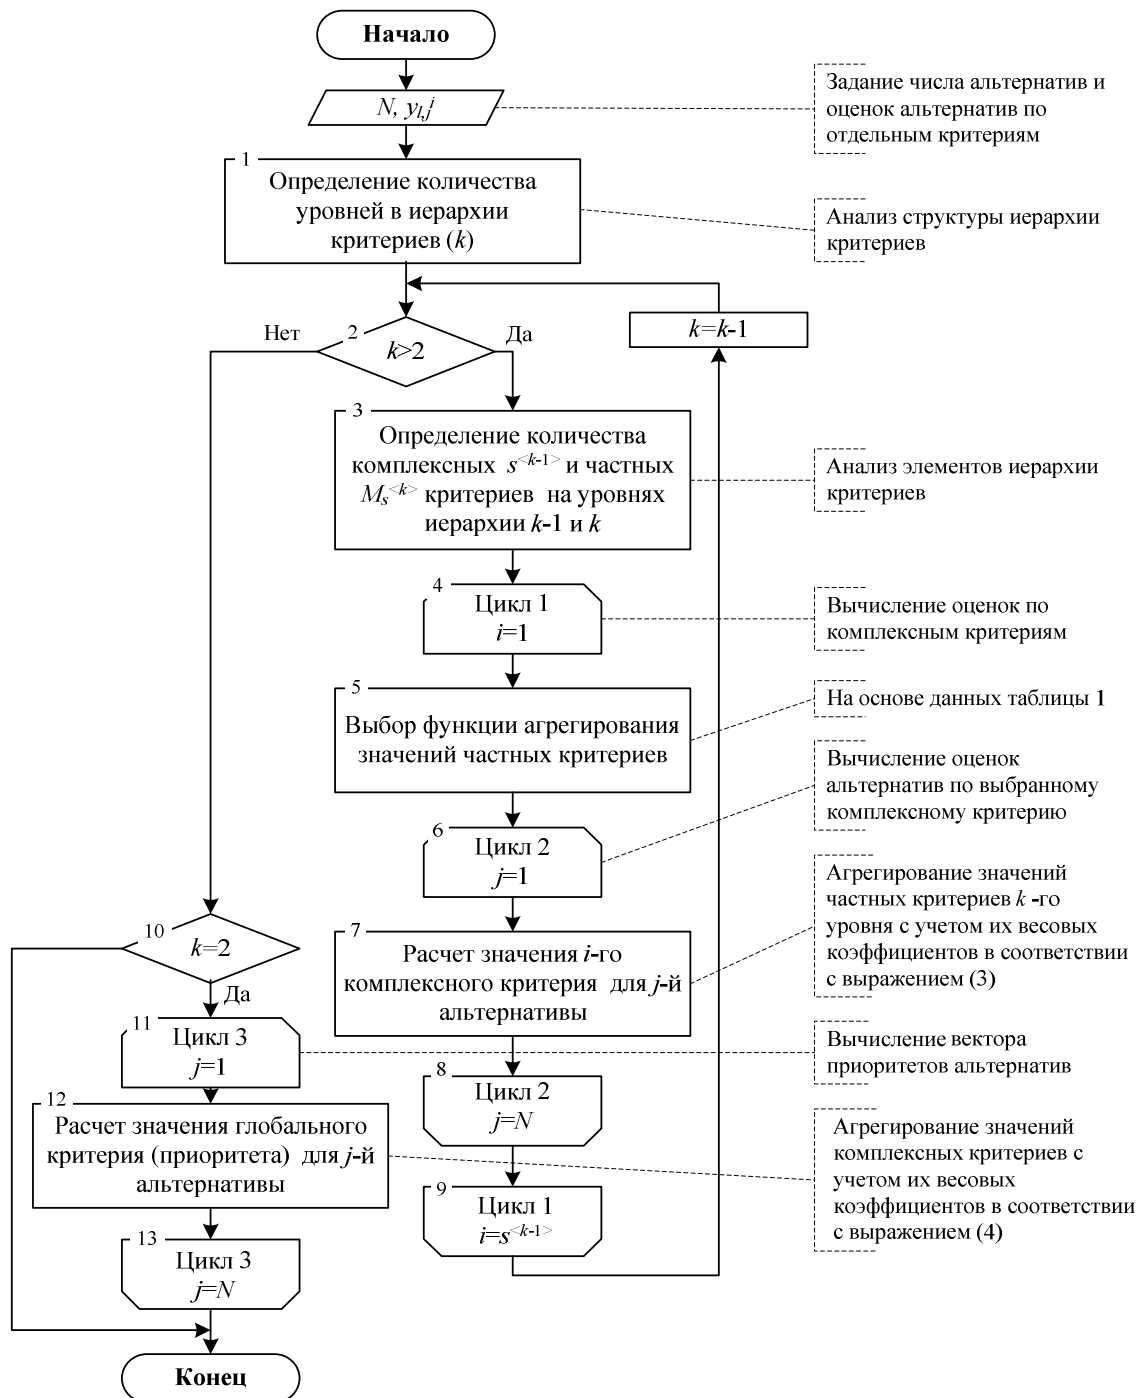 Начало
N, y_{l,j}^i
Задание числа альтернатив и
оценок альтернатив по
отдельным критериям
1
Определение количества
уровней в иерархии
критериев (k)
Анализ структуры иерархии
критериев
Нет
2
k>2
Да
k=k-1
3
Определение количества
комплексных s^{<k-1>} и частных
M_s^{<k>} критериев на уровнях
иерархии k-1 и k
Анализ элементов иерархии
критериев
4
Цикл 1
i=1
Вычисление оценок по
комплексным критериям
5
Выбор функции агрегирования
значений частных критериев
На основе данных таблицы 1
6
Цикл 2
j=1
Вычисление оценок
альтернатив по выбранному
комплексному критерию
7
Расчет значения i-го
комплексного критерия для j-й
альтернативы
Агрегирование значений
частных критериев k -го
уровня с учетом их весовых
коэффициентов в соответствии
с выражением (3)
8
Цикл 2
j=N
9
Цикл 1
i=s^{<k-1>}
10
k=2
Да
11
Цикл 3
j=1
Вычисление вектора
приоритетов альтернатив
12
Расчет значения глобального
критерия (приоритета) для j-й
альтернативы
Агрегирование значений
комплексных критериев с
учетом их весовых
коэффициентов в соответствии
с выражением (4)
13
Цикл 3
j=N
Конец